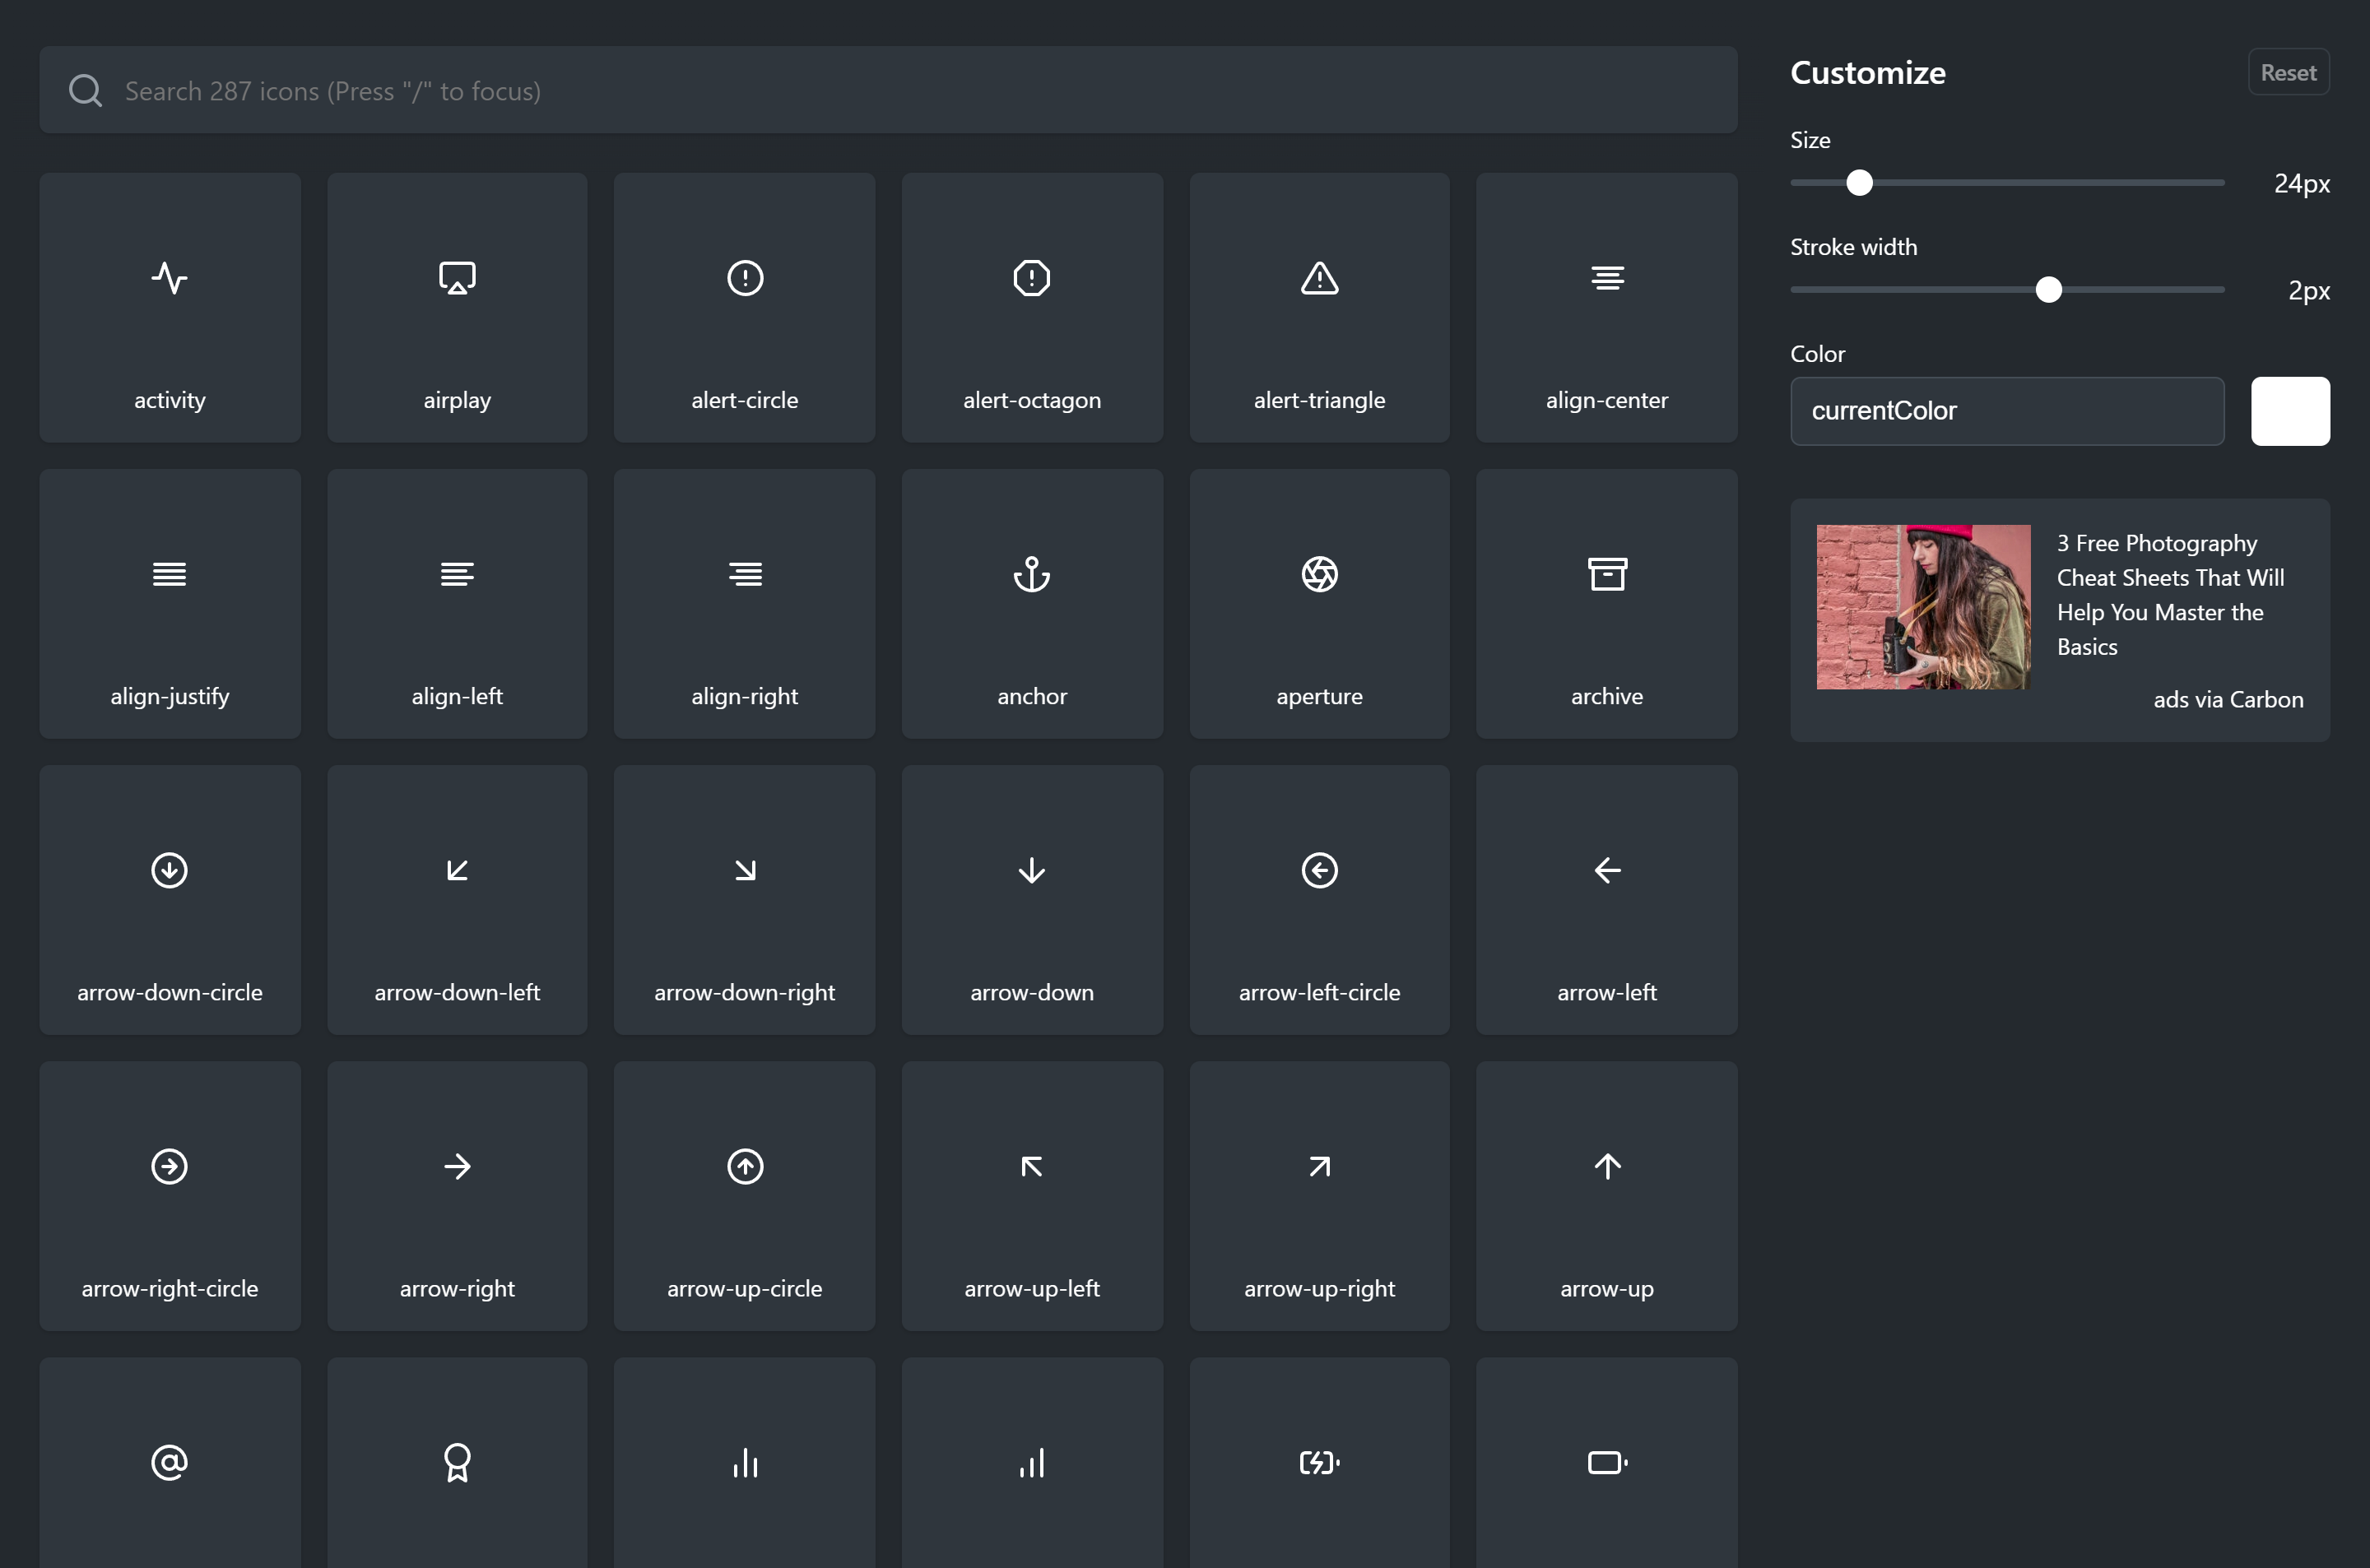 Search 287 icons (Press "/" to focus)
Customize
Reset
Size
24px
Stroke width
2px
Color
currentColor
3 Free Photography
Cheat Sheets That Will
Help You Master the
Basics
ads via Carbon
activity
airplay
alert-circle
alert-octagon
alert-triangle
align-center
align-justify
align-left
align-right
anchor
aperture
archive
arrow-down-circle
arrow-down-left
arrow-down-right
arrow-down
arrow-left-circle
arrow-left
arrow-right-circle
arrow-right
arrow-up-circle
arrow-up-left
arrow-up-right
arrow-up